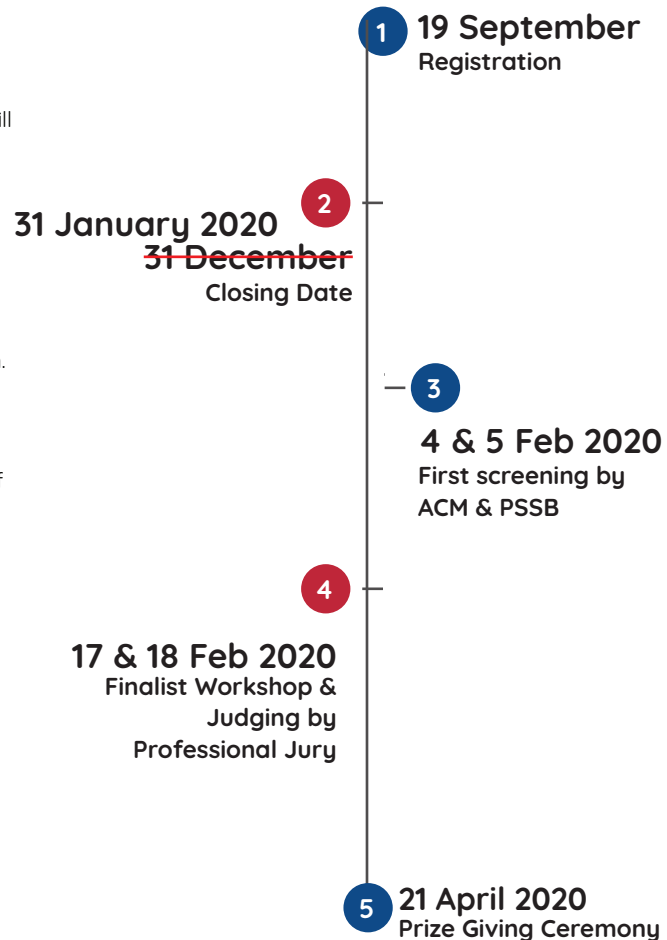 1
19 September
Registration
ill
2
31 January 2020
31 December
Closing Date
3
4 & 5 Feb 2020
First screening by
ACM & PSSB
4
17 & 18 Feb 2020
Finalist Workshop &
Judging by
Professional Jury
5
21 April 2020
Prize Giving Ceremony